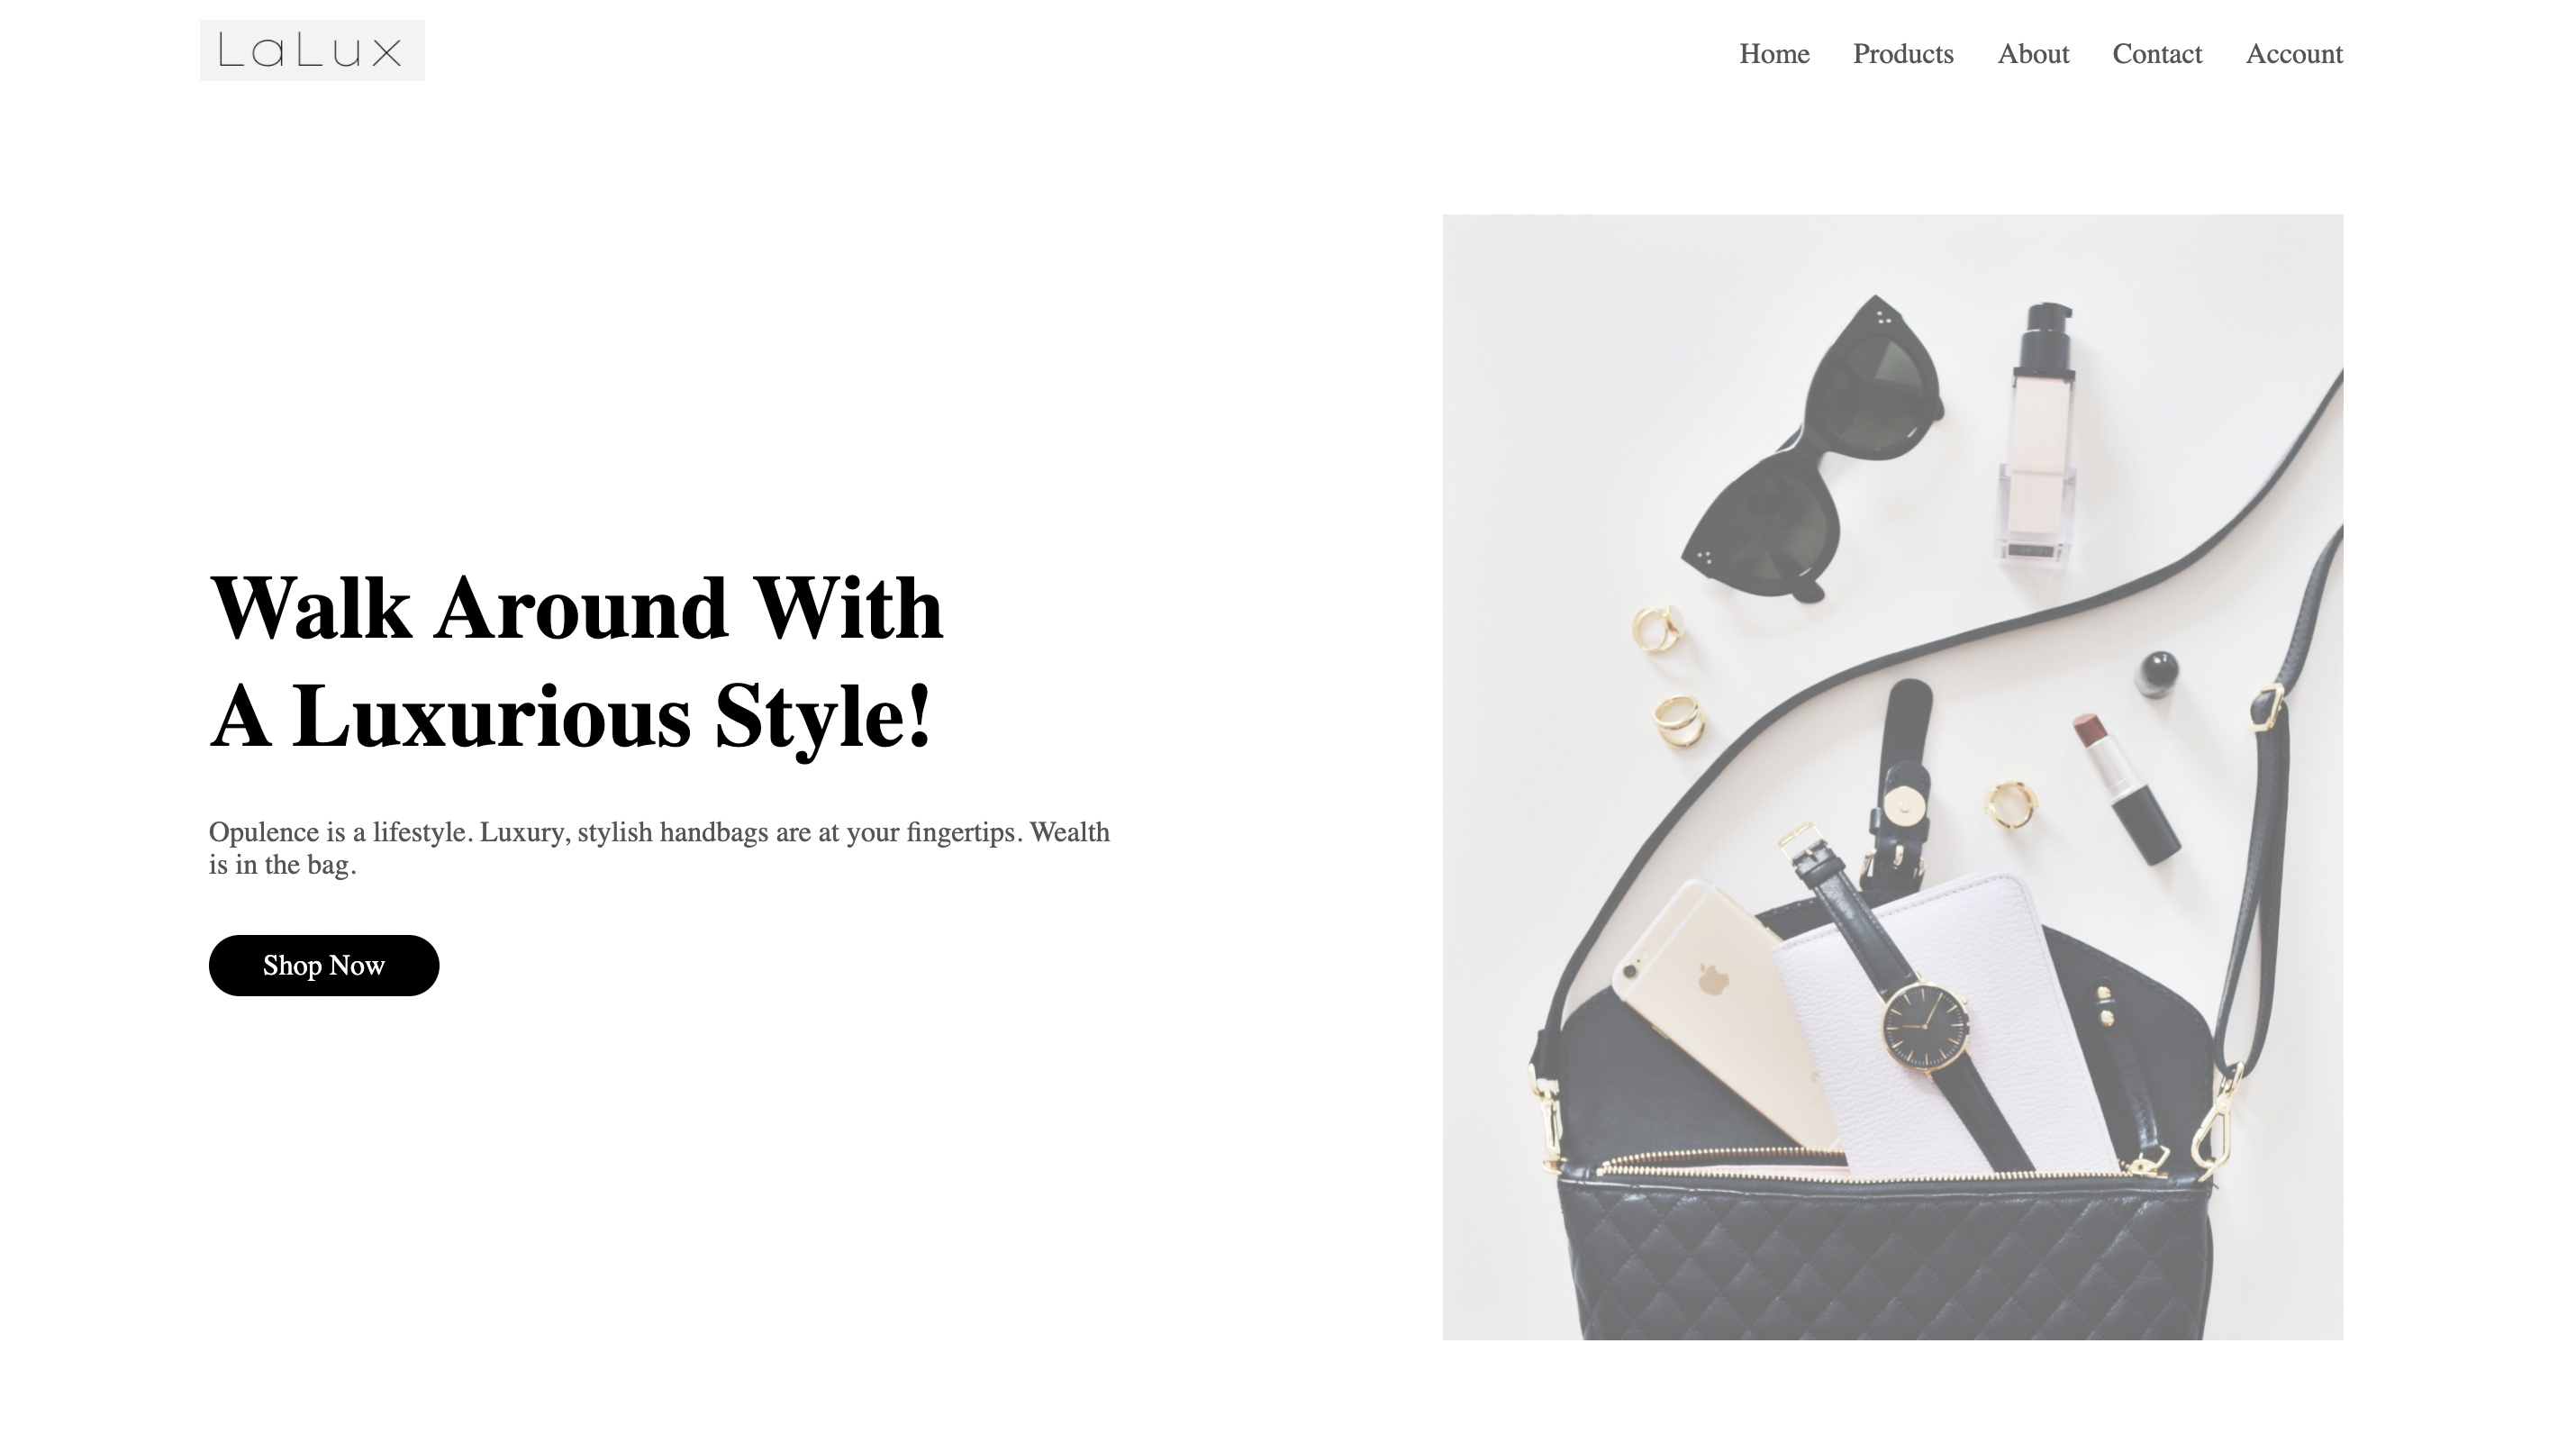 LaLux
Home Products About Contact Account
Walk Around With
A Luxurious Style!
Opulence is a lifestyle. Luxury, stylish handbags are at your fingertips. Wealth
is in the bag.
Shop Now